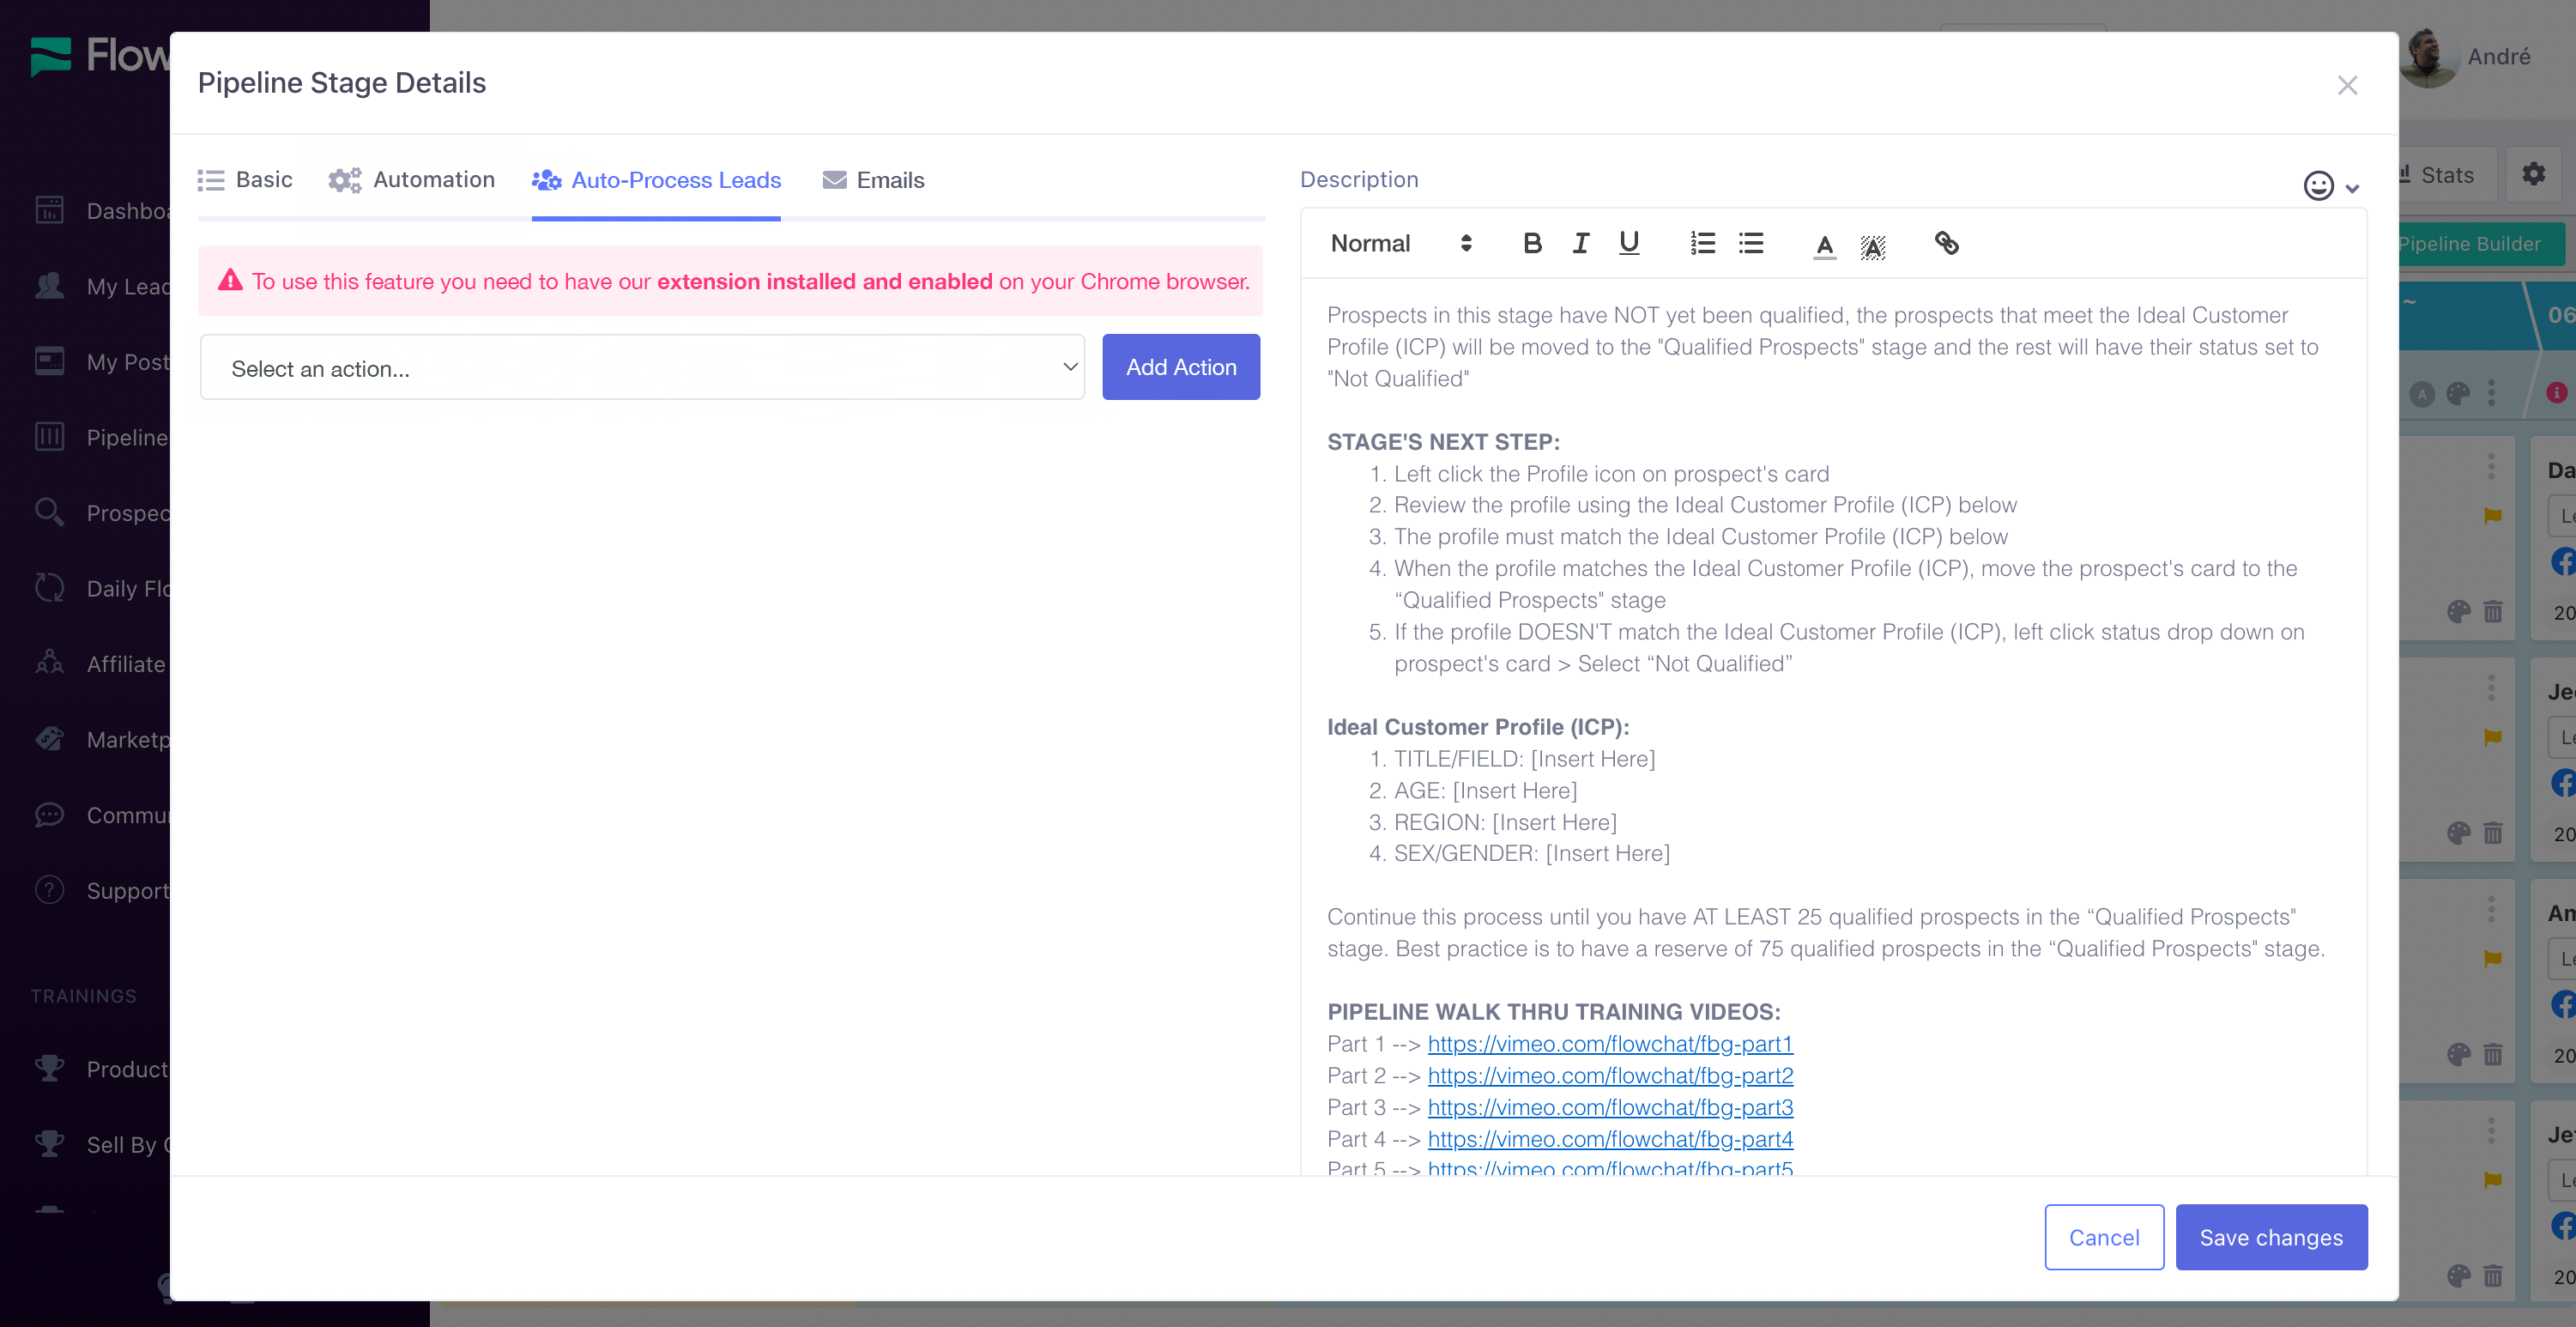 Flow
André
Pipeline Stage Details
Stats
Pipeline Builder
Basic
Automation
Auto-Process Leads
Emails
To use this feature you need to have our extension installed and enabled on your Chrome browser.
Select an action...
Add Action
Description
Normal
Prospects in this stage have NOT yet been qualified, the prospects that meet the Ideal Customer
Profile (ICP) will be moved to the "Qualified Prospects" stage and the rest will have their status set to
"Not Qualified"
STAGE'S NEXT STEP:
1. Left click the Profile icon on prospect's card
2. Review the profile using the Ideal Customer Profile (ICP) below
3. The profile must match the Ideal Customer Profile (ICP) below
4. When the profile matches the Ideal Customer Profile (ICP), move the prospect's card to the
“Qualified Prospects" stage
5. If the profile DOESN'T match the Ideal Customer Profile (ICP), left click status drop down on
prospect's card > Select “Not Qualified”
Ideal Customer Profile (ICP):
1. TITLE/FIELD: [Insert Here]
2. AGE: [Insert Here]
3. REGION: [Insert Here]
4. SEX/GENDER: [Insert Here]
Continue this process until you have AT LEAST 25 qualified prospects in the “Qualified Prospects"
stage. Best practice is to have a reserve of 75 qualified prospects in the “Qualified Prospects" stage.
PIPELINE WALK THRU TRAINING VIDEOS:
Part 1 --> https://vimeo.com/flowchat/fbg-part1
Part 2 --> https://vimeo.com/flowchat/fbg-part2
Part 3 --> https://vimeo.com/flowchat/fbg-part3
Part 4 --> https://vimeo.com/flowchat/fbg-part4
Part 5 --> https://vimeo.com/flowchat/fbg-part5
Cancel
Save changes
Dashboa
My Lead
My Post
Pipeline
Prospec
Daily Flo
Affiliate
Marketp
Commu
Support
TRAININGS
Product
Sell By
06
Da
Le
20
Je
Le
20
Am
Le
20
Je
Le
20